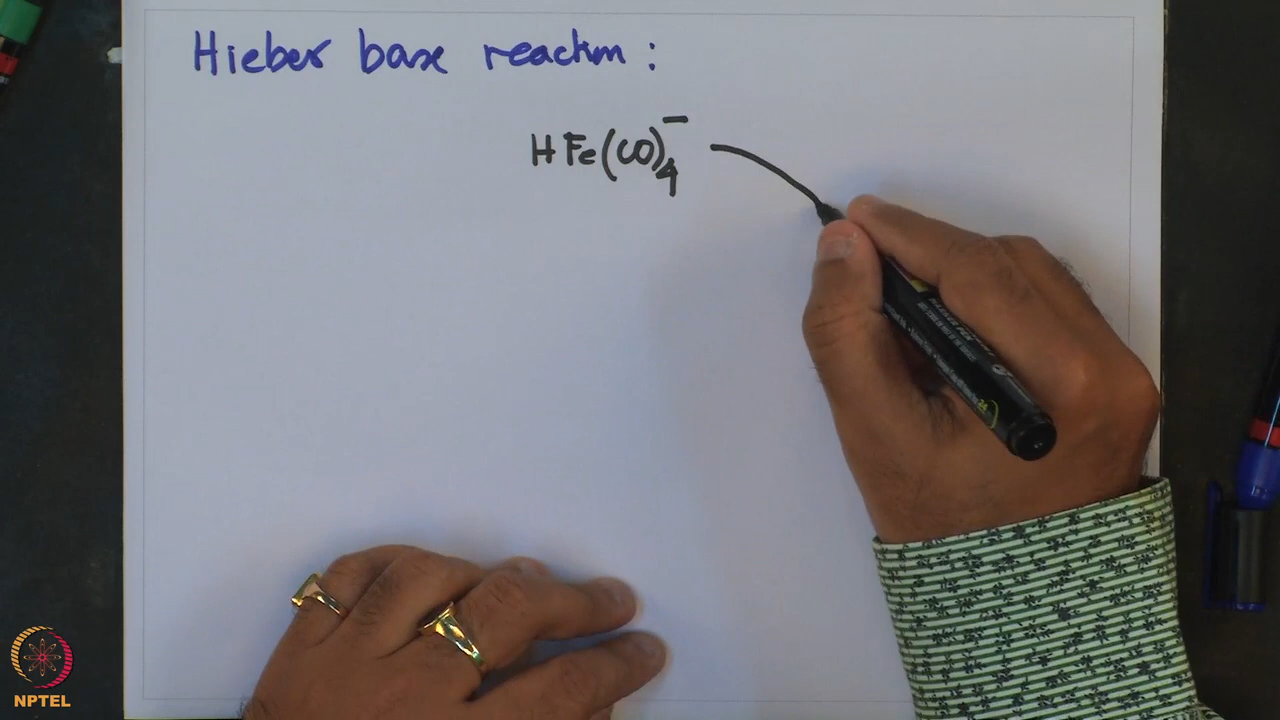 Hieber base reaction :
HFe(CO)₄⁻
NPTEL